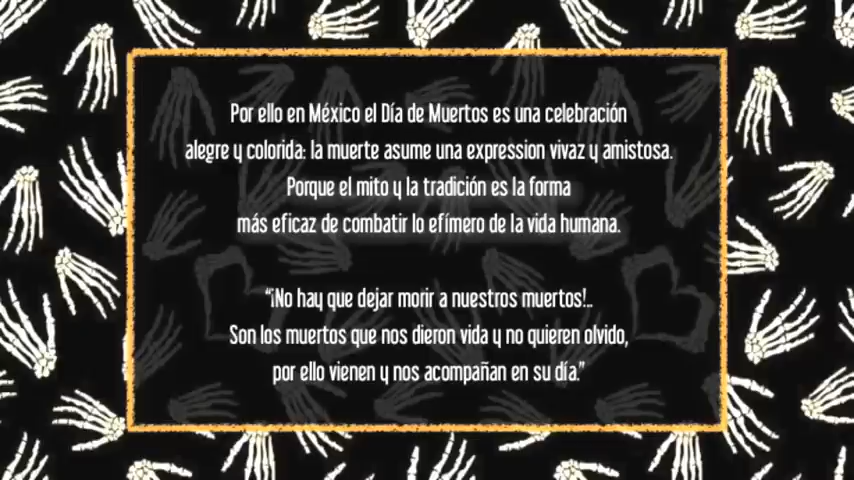 Por ello en México el Día de Muertos es una celebración
alegre y colorida: la muerte asume una expression vivaz y amistosa.
Porque el mito y la tradición es la forma
más eficaz de combatir lo efímero de la vida humana.
“¡No hay que dejar morir a nuestros muertos!..
Son los muertos que nos dieron vida y no quieren olvido,
por ello vienen y nos acompañan en su día.”